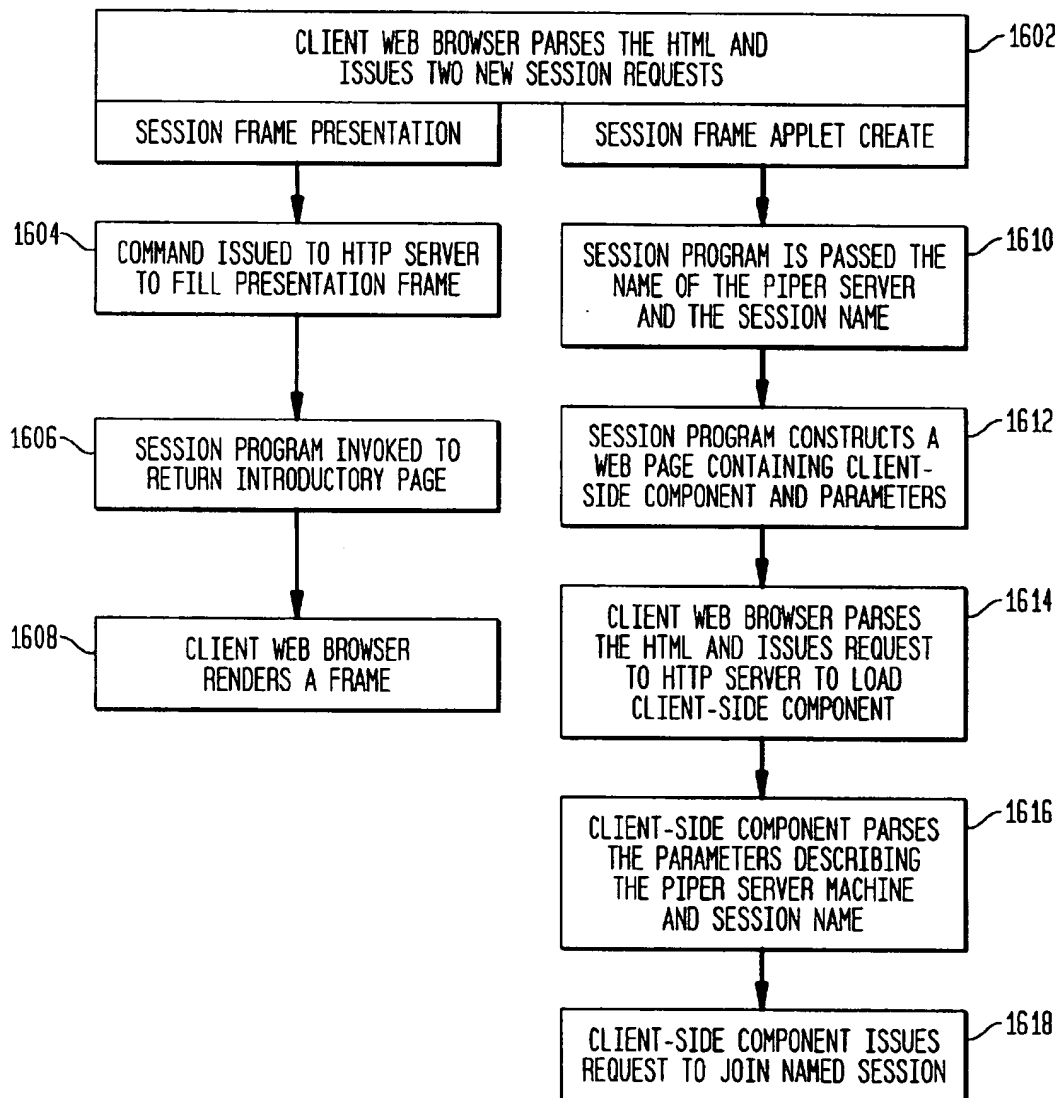 CLIENT WEB BROWSER PARSES THE HTML AND
ISSUES TWO NEW SESSION REQUESTS
1602
SESSION FRAME PRESENTATION
SESSION FRAME APPLET CREATE
1604
COMMAND ISSUED TO HTTP SERVER
TO FILL PRESENTATION FRAME
1606
SESSION PROGRAM INVOKED TO
RETURN INTRODUCTORY PAGE
1608
CLIENT WEB BROWSER
RENDERS A FRAME
1610
SESSION PROGRAM IS PASSED THE
NAME OF THE PIPER SERVER
AND THE SESSION NAME
1612
SESSION PROGRAM CONSTRUCTS A
WEB PAGE CONTAINING CLIENT-
SIDE COMPONENT AND PARAMETERS
1614
CLIENT WEB BROWSER PARSES
THE HTML AND ISSUES REQUEST
TO HTTP SERVER TO LOAD
CLIENT-SIDE COMPONENT
1616
CLIENT-SIDE COMPONENT PARSES
THE PARAMETERS DESCRIBING
THE PIPER SERVER MACHINE
AND SESSION NAME
1618
CLIENT-SIDE COMPONENT ISSUES
REQUEST TO JOIN NAMED SESSION